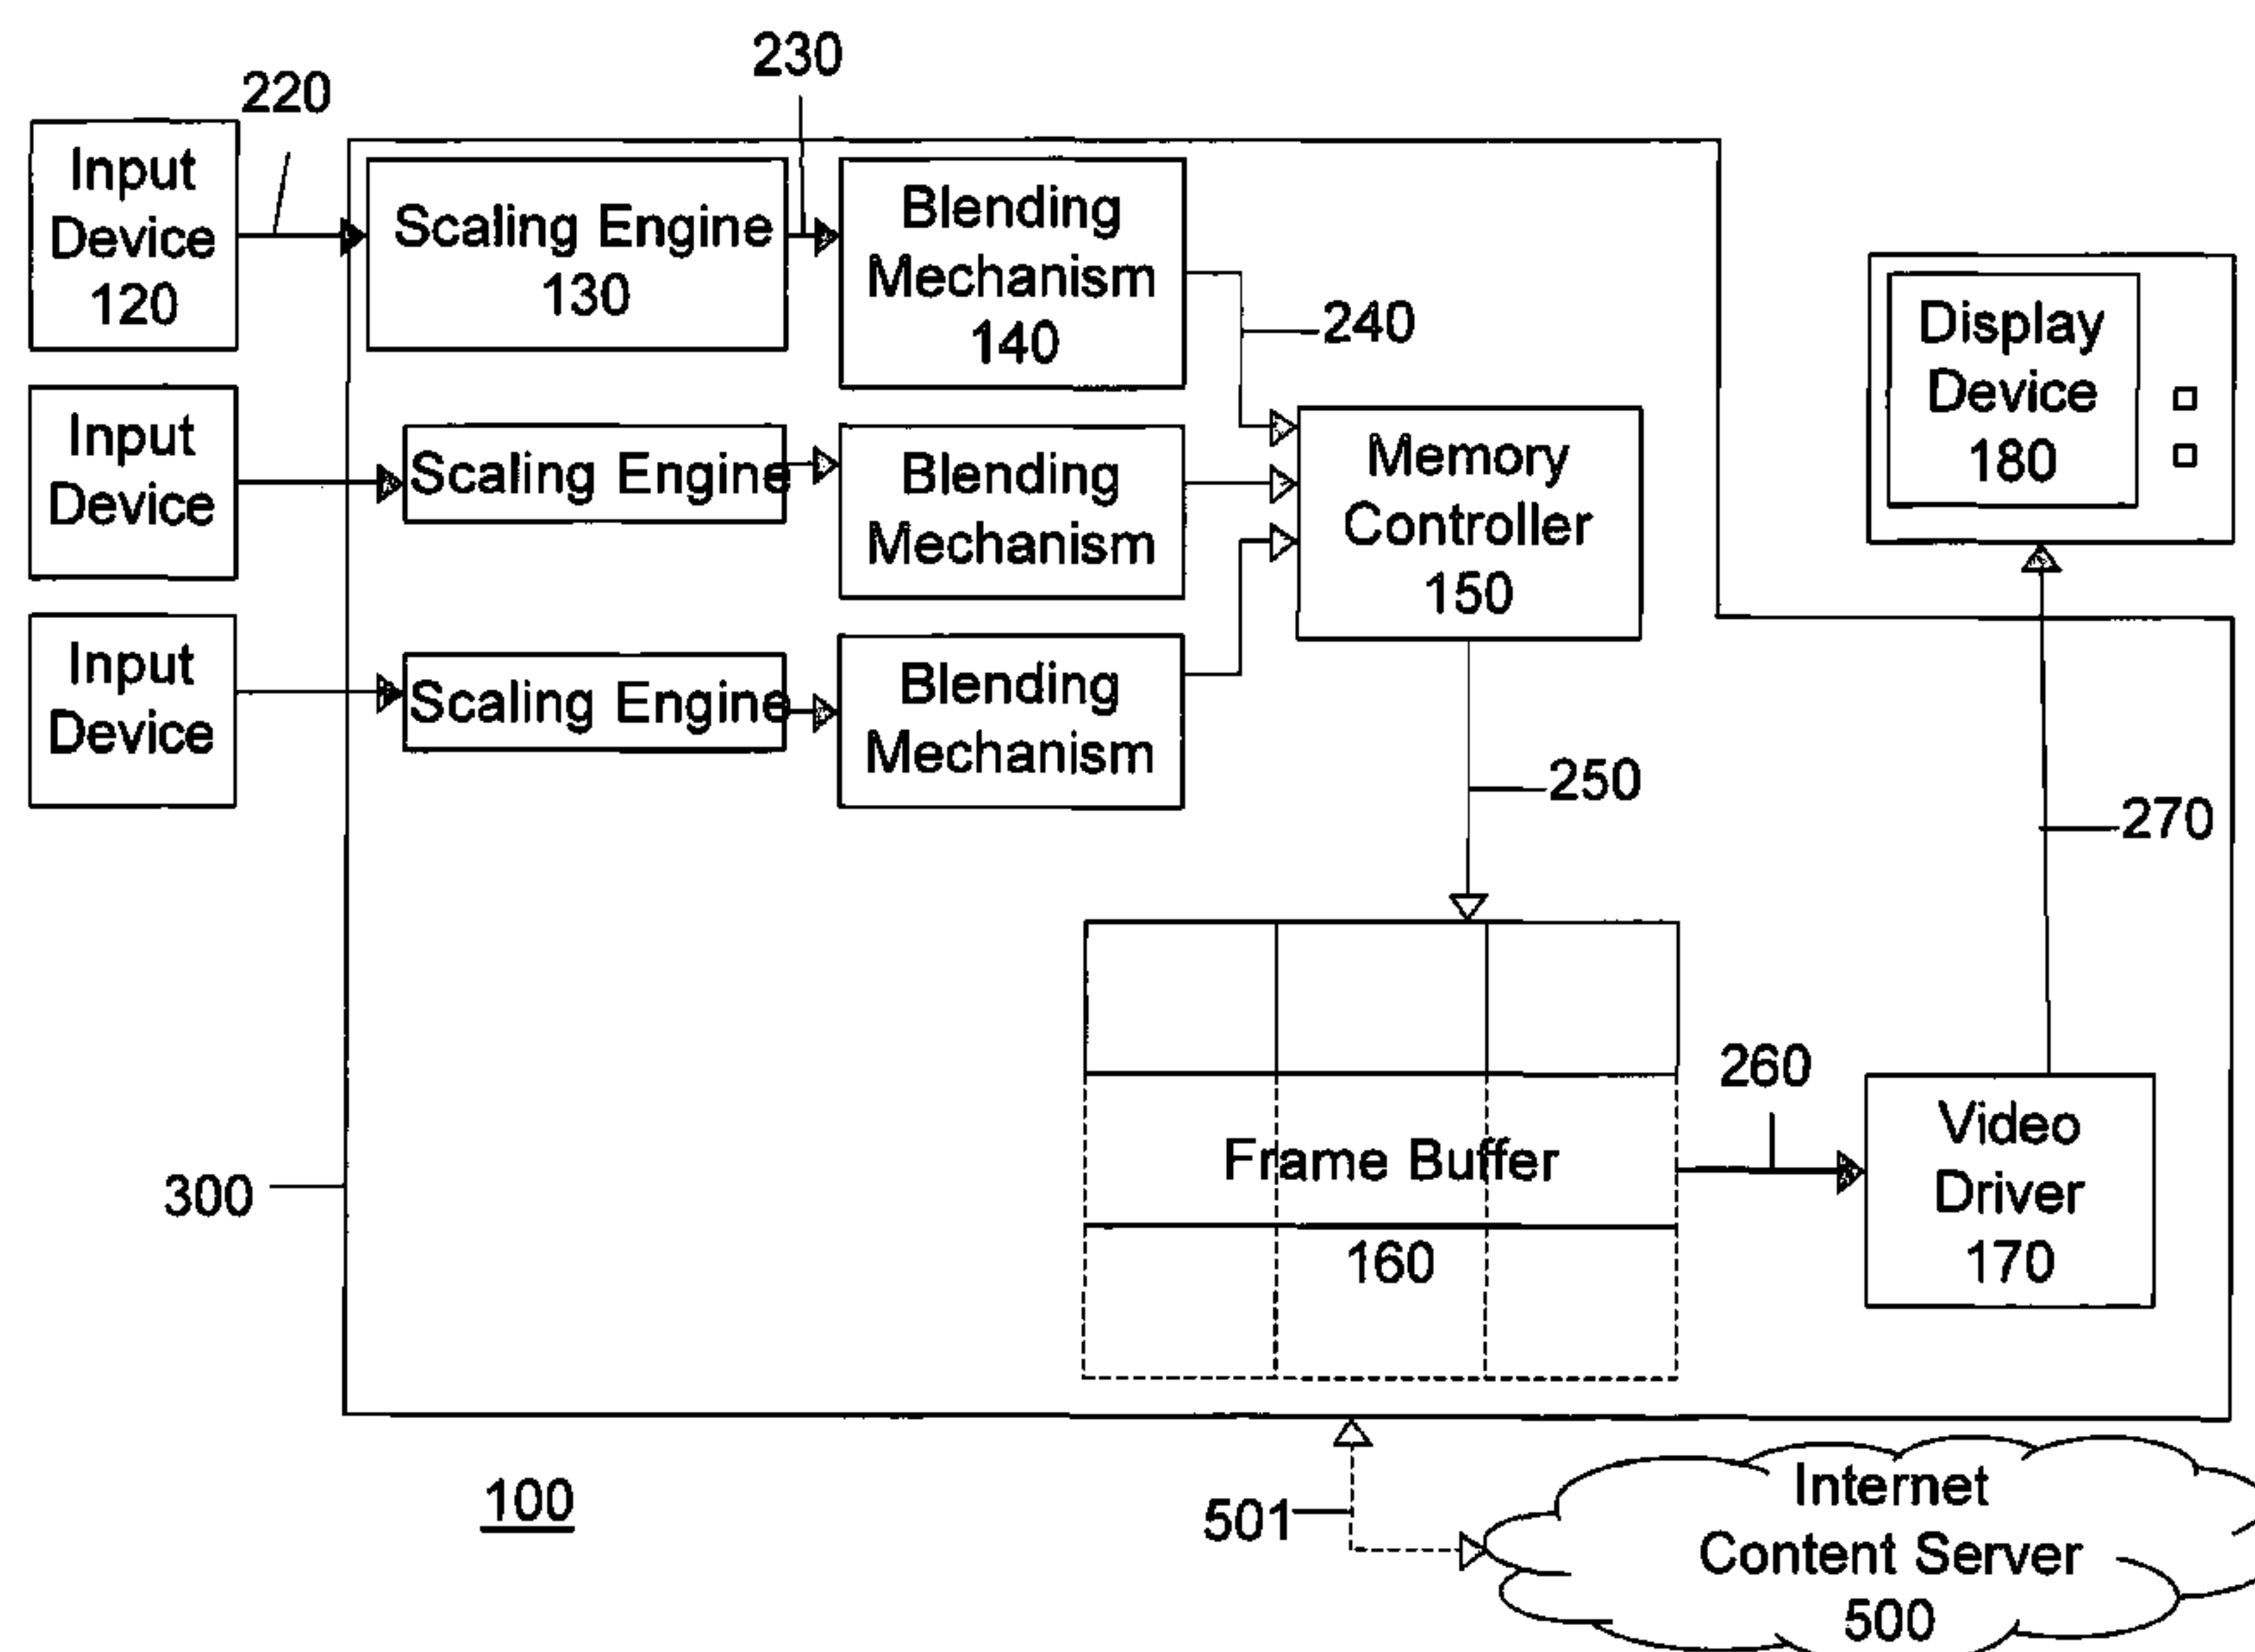 220
230
Input
Device
120
Scaling Engine
130
Blending
Mechanism
140
240
Display
Device
180
Input
Device
Scaling Engine
Blending
Mechanism
Memory
Controller
150
Input
Device
Scaling Engine
Blending
Mechanism
250
270
260
Frame Buffer
160
Video
Driver
170
300
100
501
Internet
Content Server
500